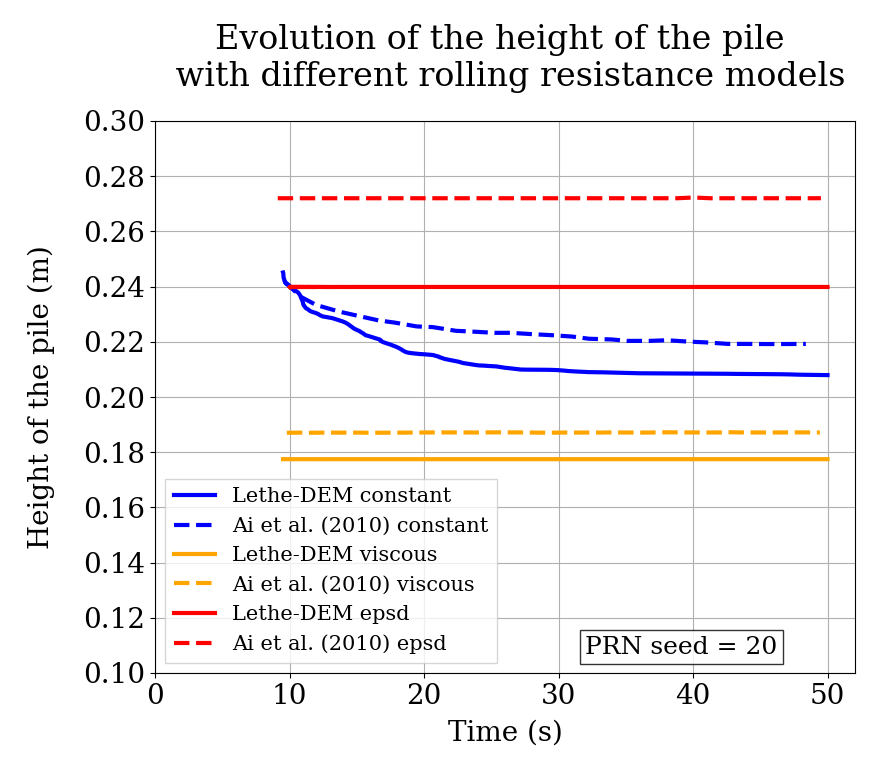 Evolution of the height of the pile
with different rolling resistance models
Height of the pile (m)
0.30
0.28
0.26
0.24
0.22
0.20
0.18
0.16
0.14
0.12
0.10
Lethe-DEM constant
Ai et al. (2010) constant
Lethe-DEM viscous
Ai et al. (2010) viscous
Lethe-DEM epsd
Ai et al. (2010) epsd
PRN seed = 20
0 10 20 30 40 50
Time (s)